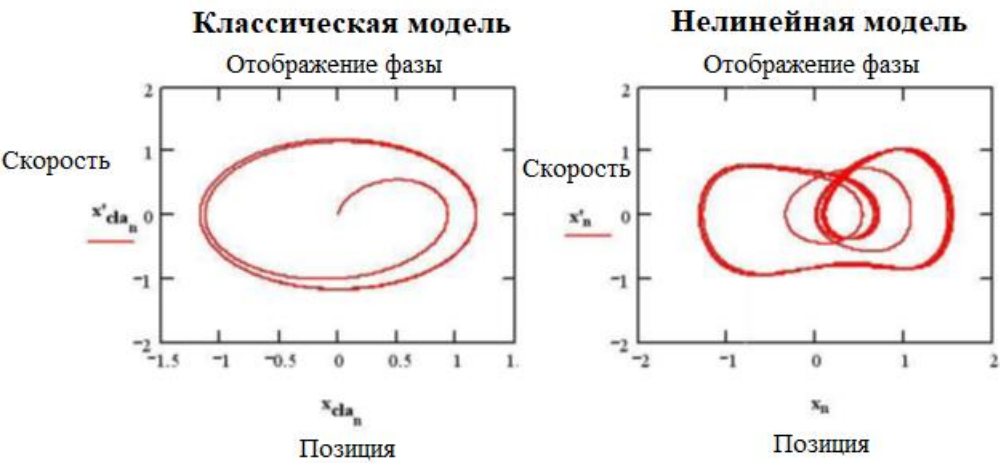 Классическая модель
Отображение фазы
2
1
0
−1
−2
Скорость
x'cla n
−1.5 −1 −0.5 0 0.5 1 1.
x cla n
Позиция
Нелинейная модель
Отображение фазы
2
1
0
−1
−2
Скорость
x'n
−2 −1 0 1 2
xn
Позиция